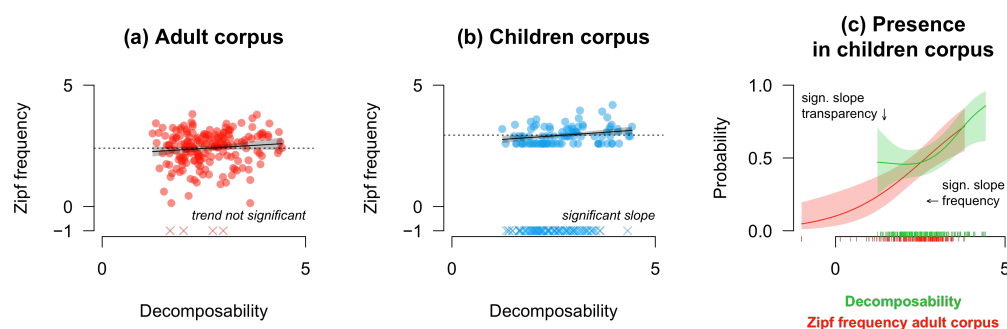 (a) Adult corpus
5
0
−1
Zipf frequency
trend not significant
0
5
Decomposability
(b) Children corpus
5
0
−1
Zipf frequency
significant slope
0
5
Decomposability
(c) Presence
in children corpus
1.0
0.5
0.0
Probability
sign. slope
transparency ↓
sign. slope
← frequency
0
5
Decomposability
Zipf frequency adult corpus